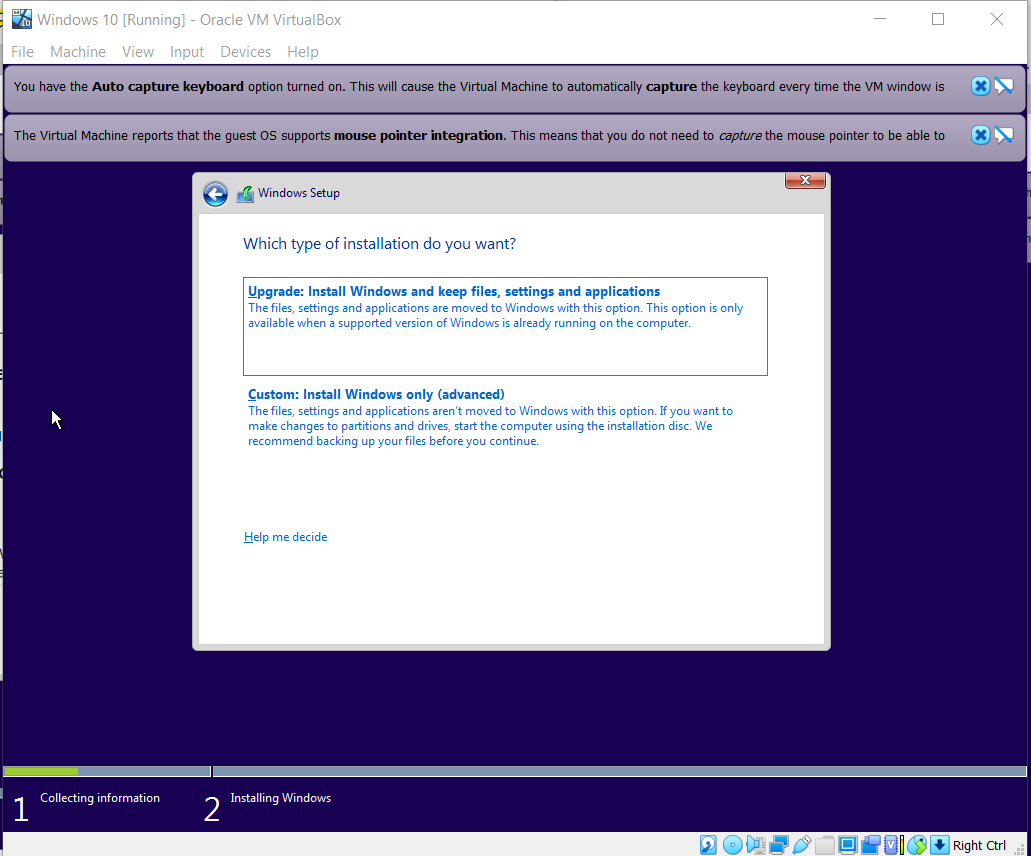 Windows 10 [Running] - Oracle VM VirtualBox
File Machine View Input Devices Help
You have the Auto capture keyboard option turned on. This will cause the Virtual Machine to automatically capture the keyboard every time the VM window is
The Virtual Machine reports that the guest OS supports mouse pointer integration. This means that you do not need to capture the mouse pointer to be able to
Windows Setup
Which type of installation do you want?
Upgrade: Install Windows and keep files, settings and applications
The files, settings and applications are moved to Windows with this option. This option is only
available when a supported version of Windows is already running on the computer.
Custom: Install Windows only (advanced)
The files, settings and applications aren't moved to Windows with this option. If you want to
make changes to partitions and drives, start the computer using the installation disc. We
recommend backing up your files before you continue.
Help me decide
1 Collecting information
2 Installing Windows
Right Ctrl